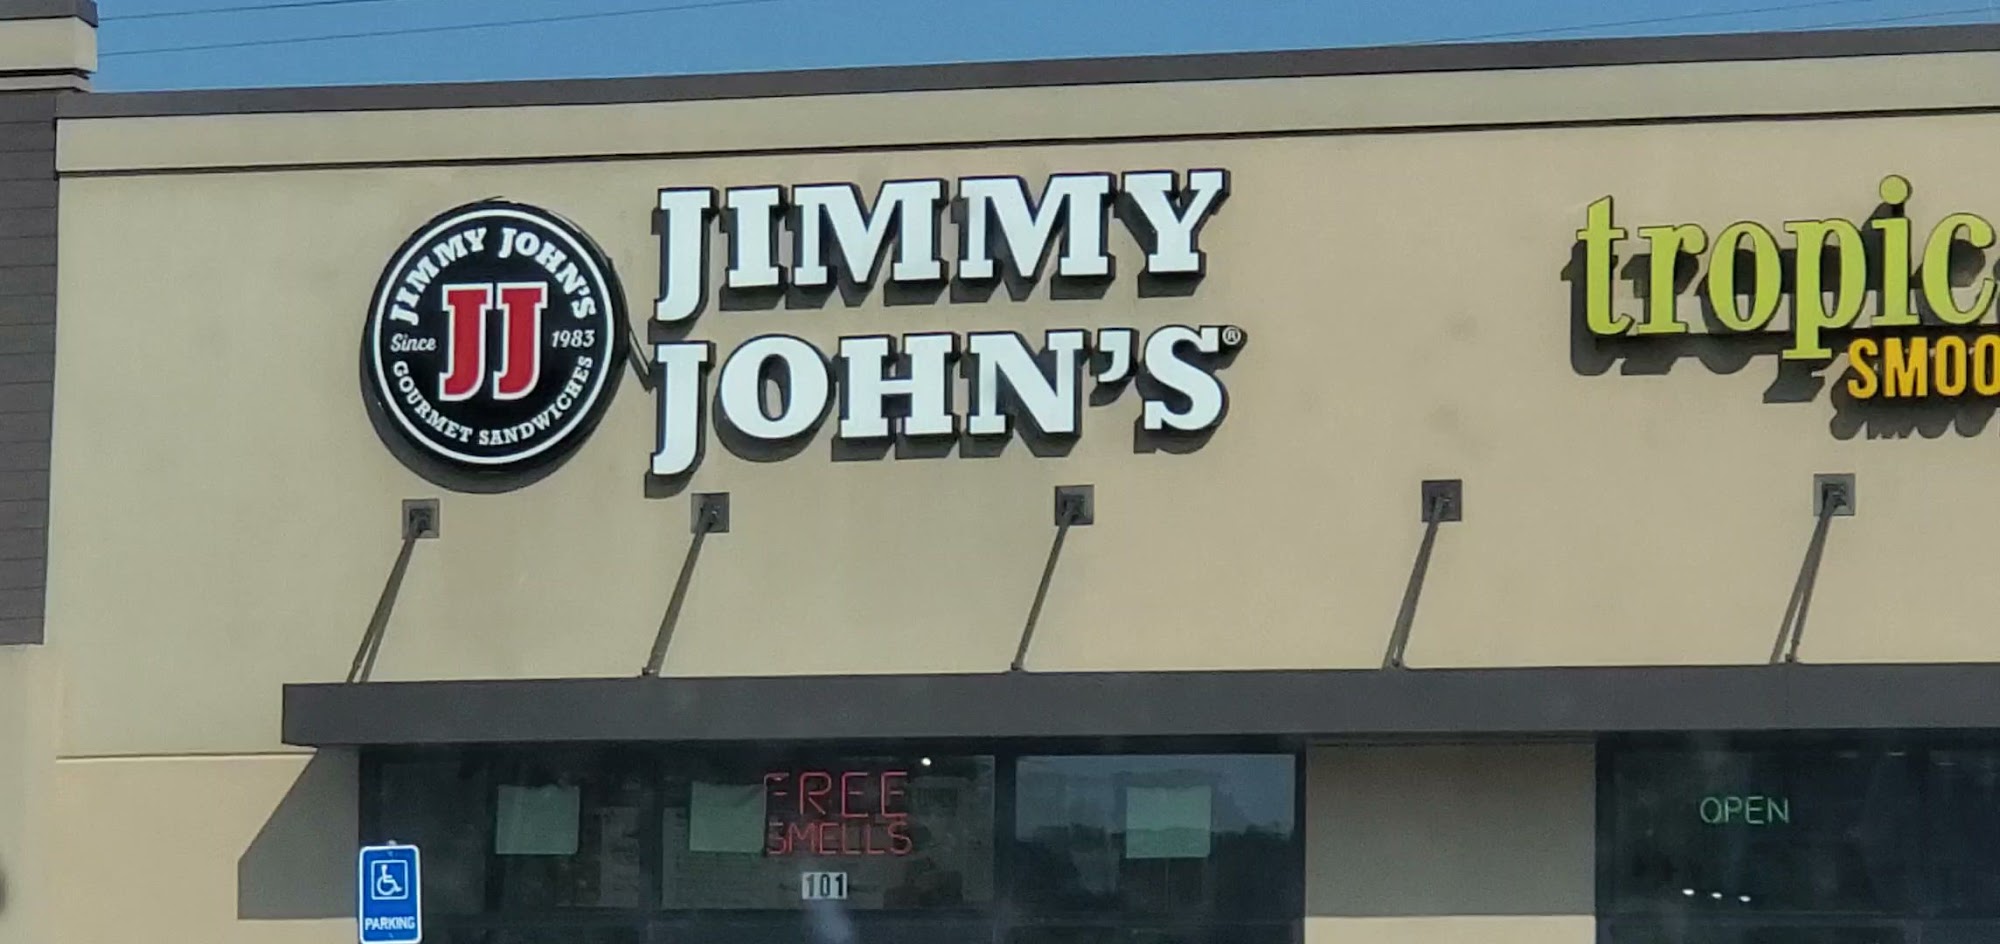 JIMMY JOHN'S
Since JJ 1983
GOURMET SANDWICHES
JIMMY
JOHN'S®
tropic
SMOO
FREE
SMELLS
101
OPEN
PARKING